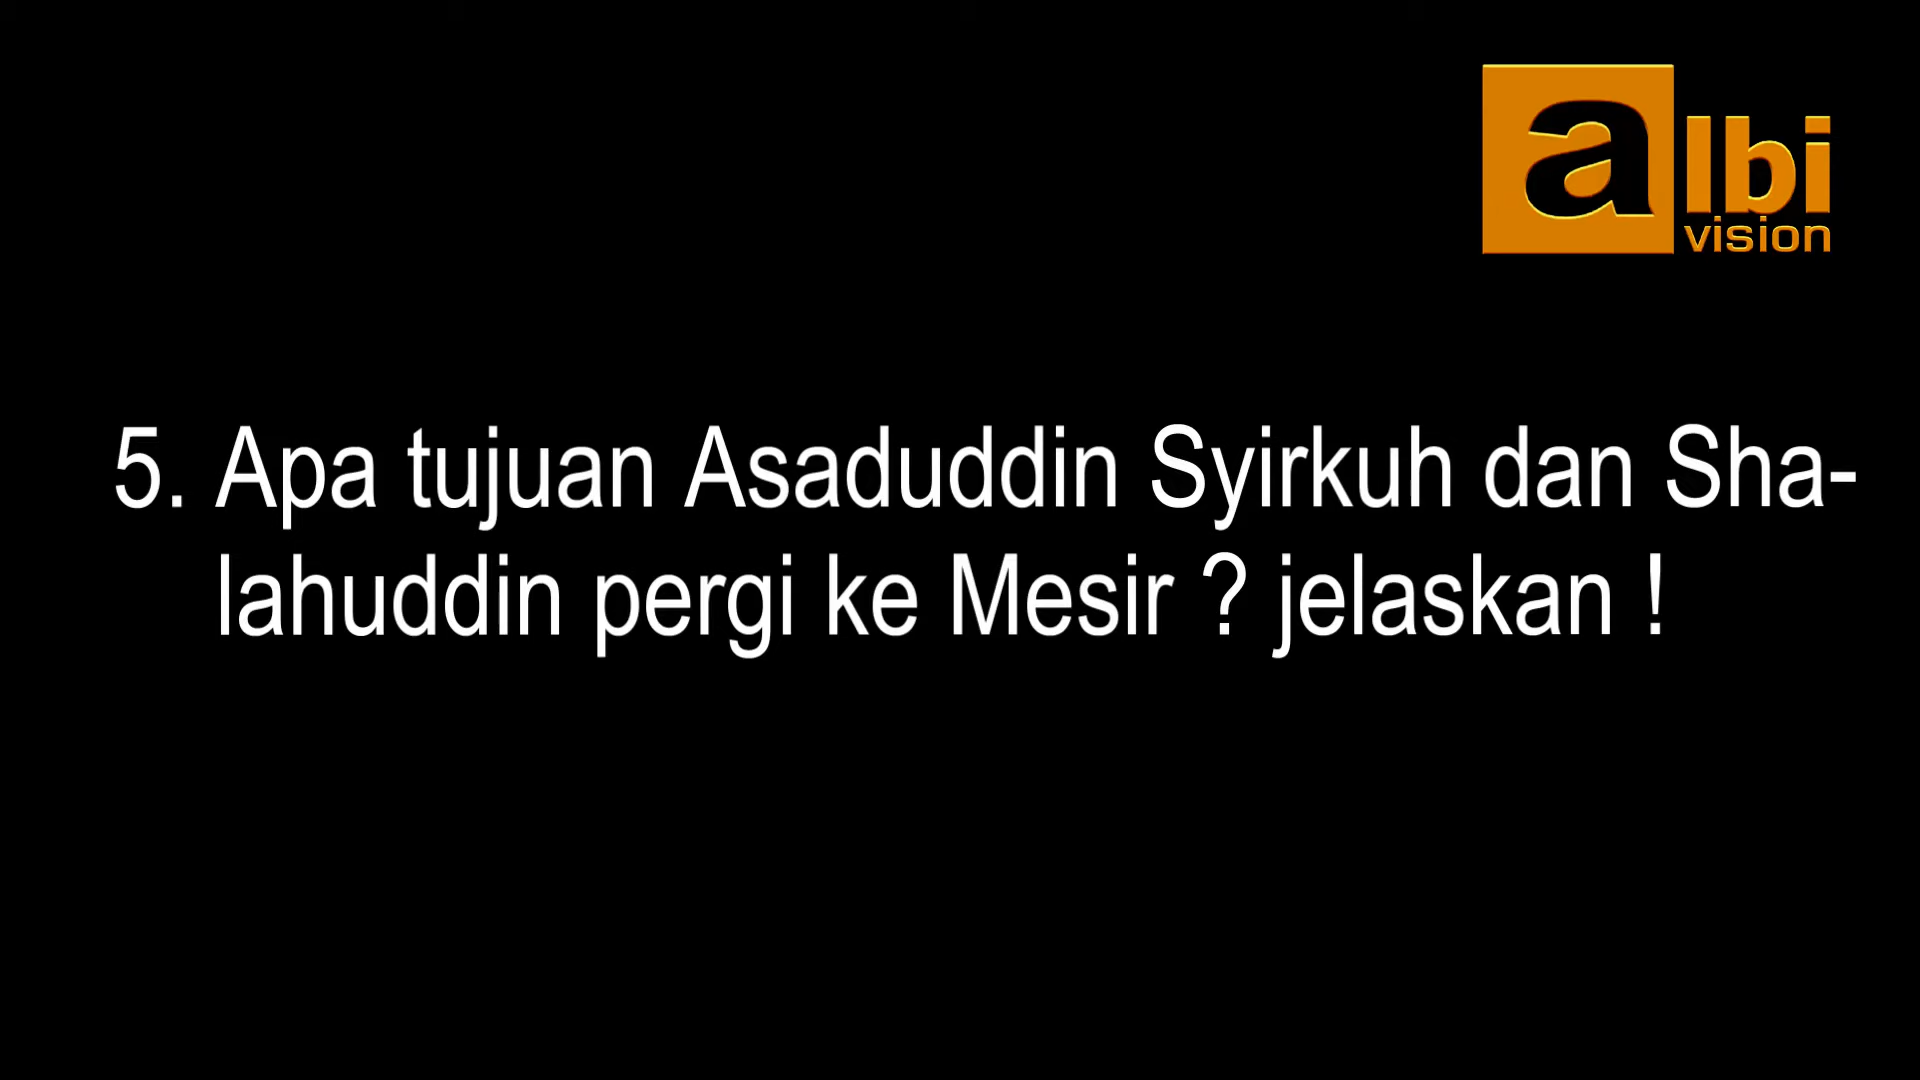 albi
vision
5. Apa tujuan Asaduddin Syirkuh dan Sha-
lahuddin pergi ke Mesir ? jelaskan !